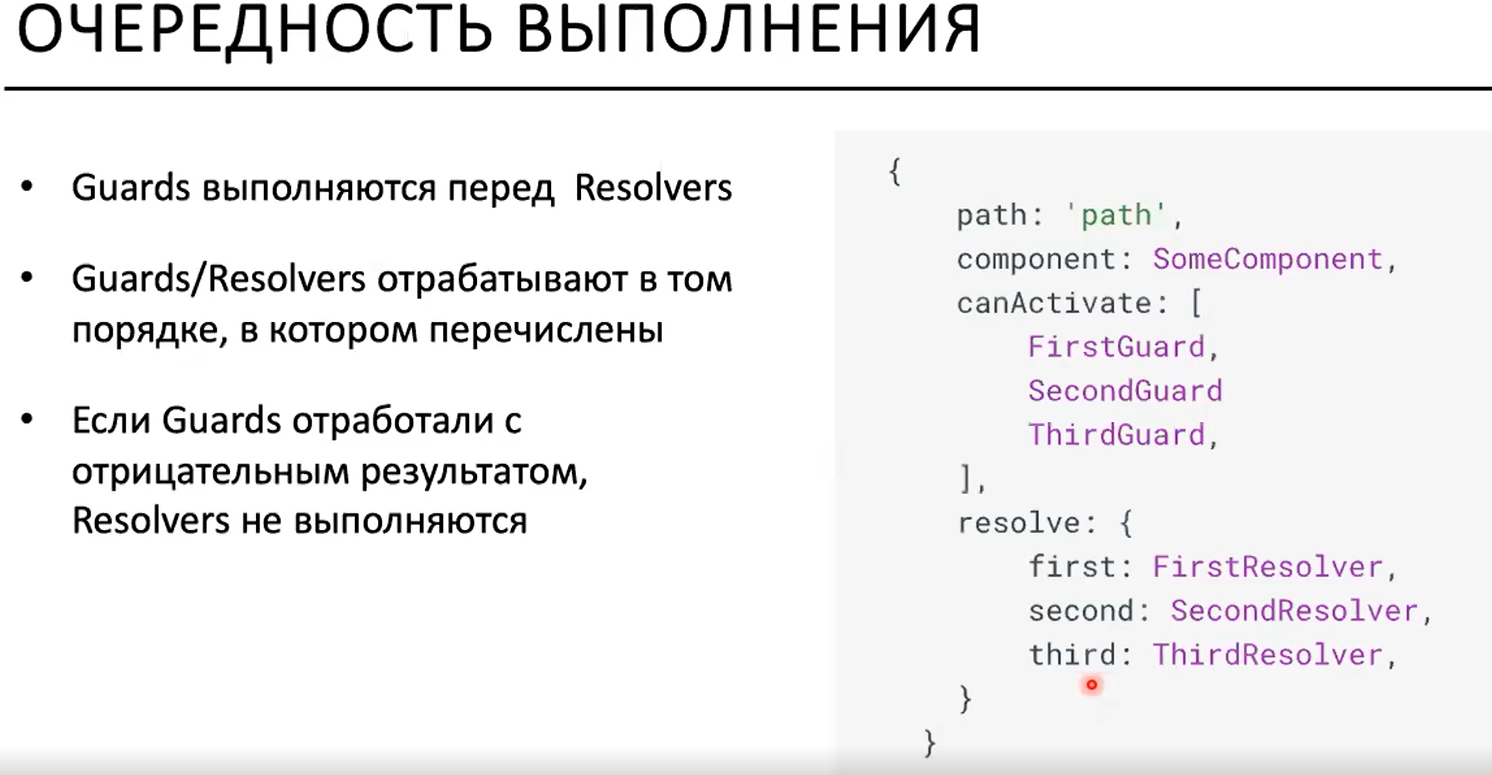 ОЧЕРЕДНОСТЬ ВЫПОЛНЕНИЯ
• Guards выполняются перед Resolvers
• Guards/Resolvers отрабатывают в том
порядке, в котором перечислены
• Если Guards отработали с
отрицательным результатом,
Resolvers не выполняются
{
path: 'path',
component: SomeComponent,
canActivate: [
FirstGuard,
SecondGuard
ThirdGuard,
],
resolve: {
first: FirstResolver,
second: SecondResolver,
third: ThirdResolver,
}
}